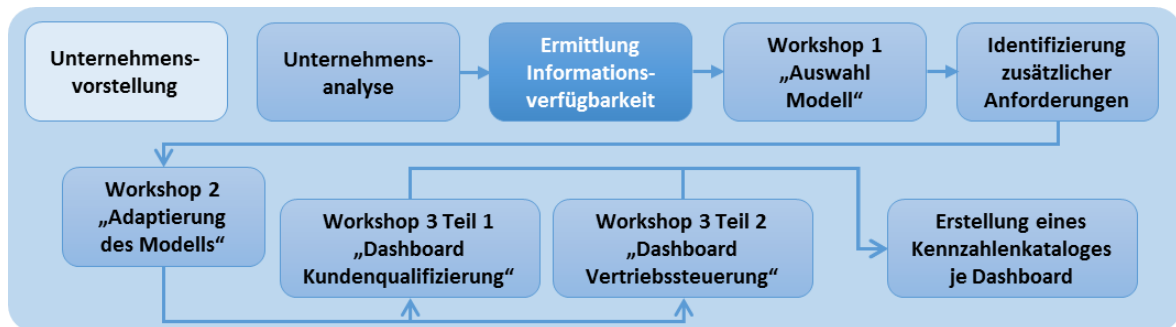 Unternehmens-
vorstellung
Unternehmens-
analyse
Ermittlung
Informations-
verfügbarkeit
Workshop 1
„Auswahl
Modell“
Identifizierung
zusätzlicher
Anforderungen
Workshop 2
„Adaptierung
des Modells“
Workshop 3 Teil 1
„Dashboard
Kundenqualifizierung“
Workshop 3 Teil 2
„Dashboard
Vertriebssteuerung“
Erstellung eines
Kennzahlenkataloges
je Dashboard